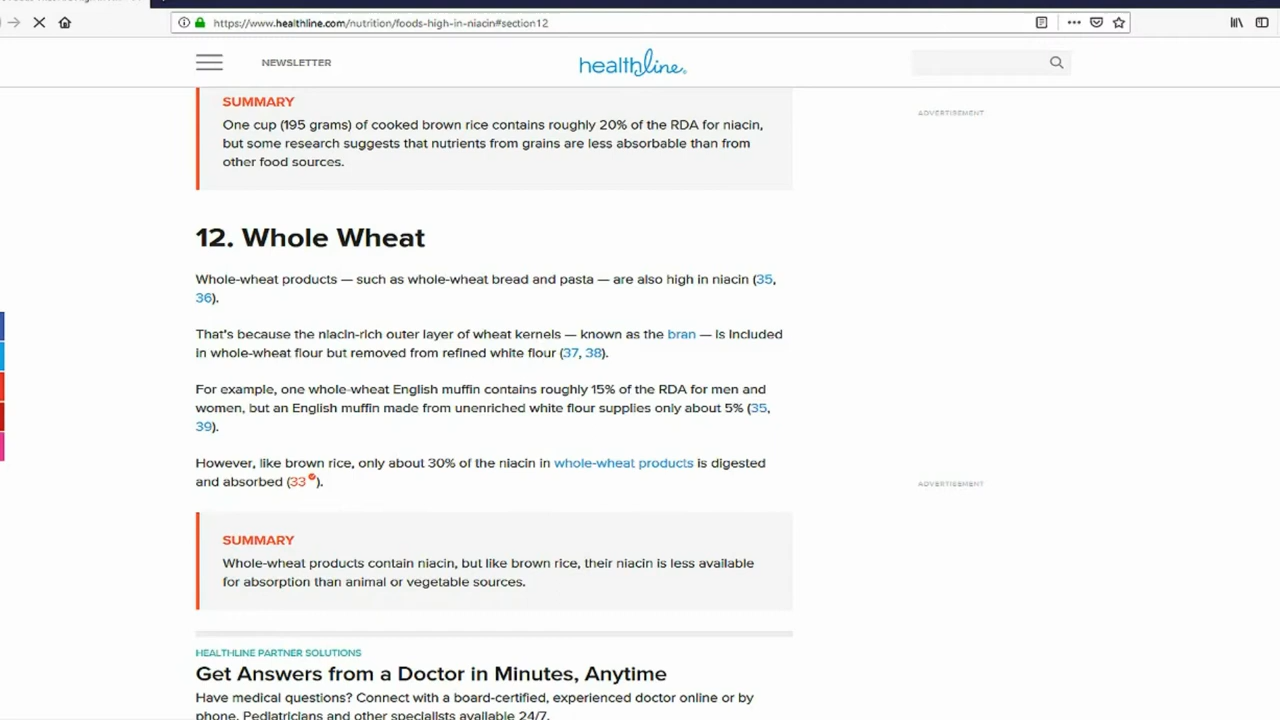 https://www.healthline.com/nutrition/foods-high-in-niacin#section12
NEWSLETTER
healthline
SUMMARY
One cup (195 grams) of cooked brown rice contains roughly 20% of the RDA for niacin,
but some research suggests that nutrients from grains are less absorbable than from
other food sources.
ADVERTISEMENT
12. Whole Wheat
Whole-wheat products — such as whole-wheat bread and pasta — are also high in niacin (35,
36).
That's because the niacin-rich outer layer of wheat kernels — known as the bran — is included
in whole-wheat flour but removed from refined white flour (37, 38).
For example, one whole-wheat English muffin contains roughly 15% of the RDA for men and
women, but an English muffin made from unenriched white flour supplies only about 5% (35,
39).
However, like brown rice, only about 30% of the niacin in whole-wheat products is digested
and absorbed (33).
ADVERTISEMENT
SUMMARY
Whole-wheat products contain niacin, but like brown rice, their niacin is less available
for absorption than animal or vegetable sources.
HEALTHLINE PARTNER SOLUTIONS
Get Answers from a Doctor in Minutes, Anytime
Have medical questions? Connect with a board-certified, experienced doctor online or by
phone. Pediatricians and other specialists available 24/7.